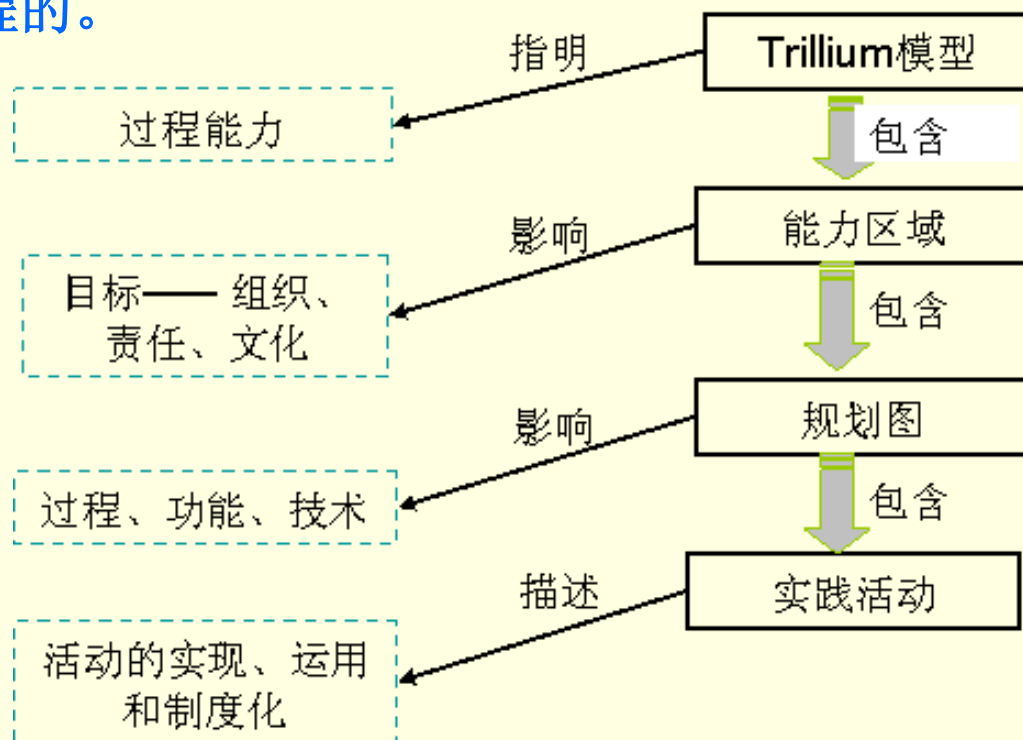 程的。
指明
Trillium模型
过程能力
包含
影响
能力区域
目标—— 组织、
责任、文化
包含
影响
规划图
过程、功能、技术
包含
描述
实践活动
活动的实现、运用
和制度化